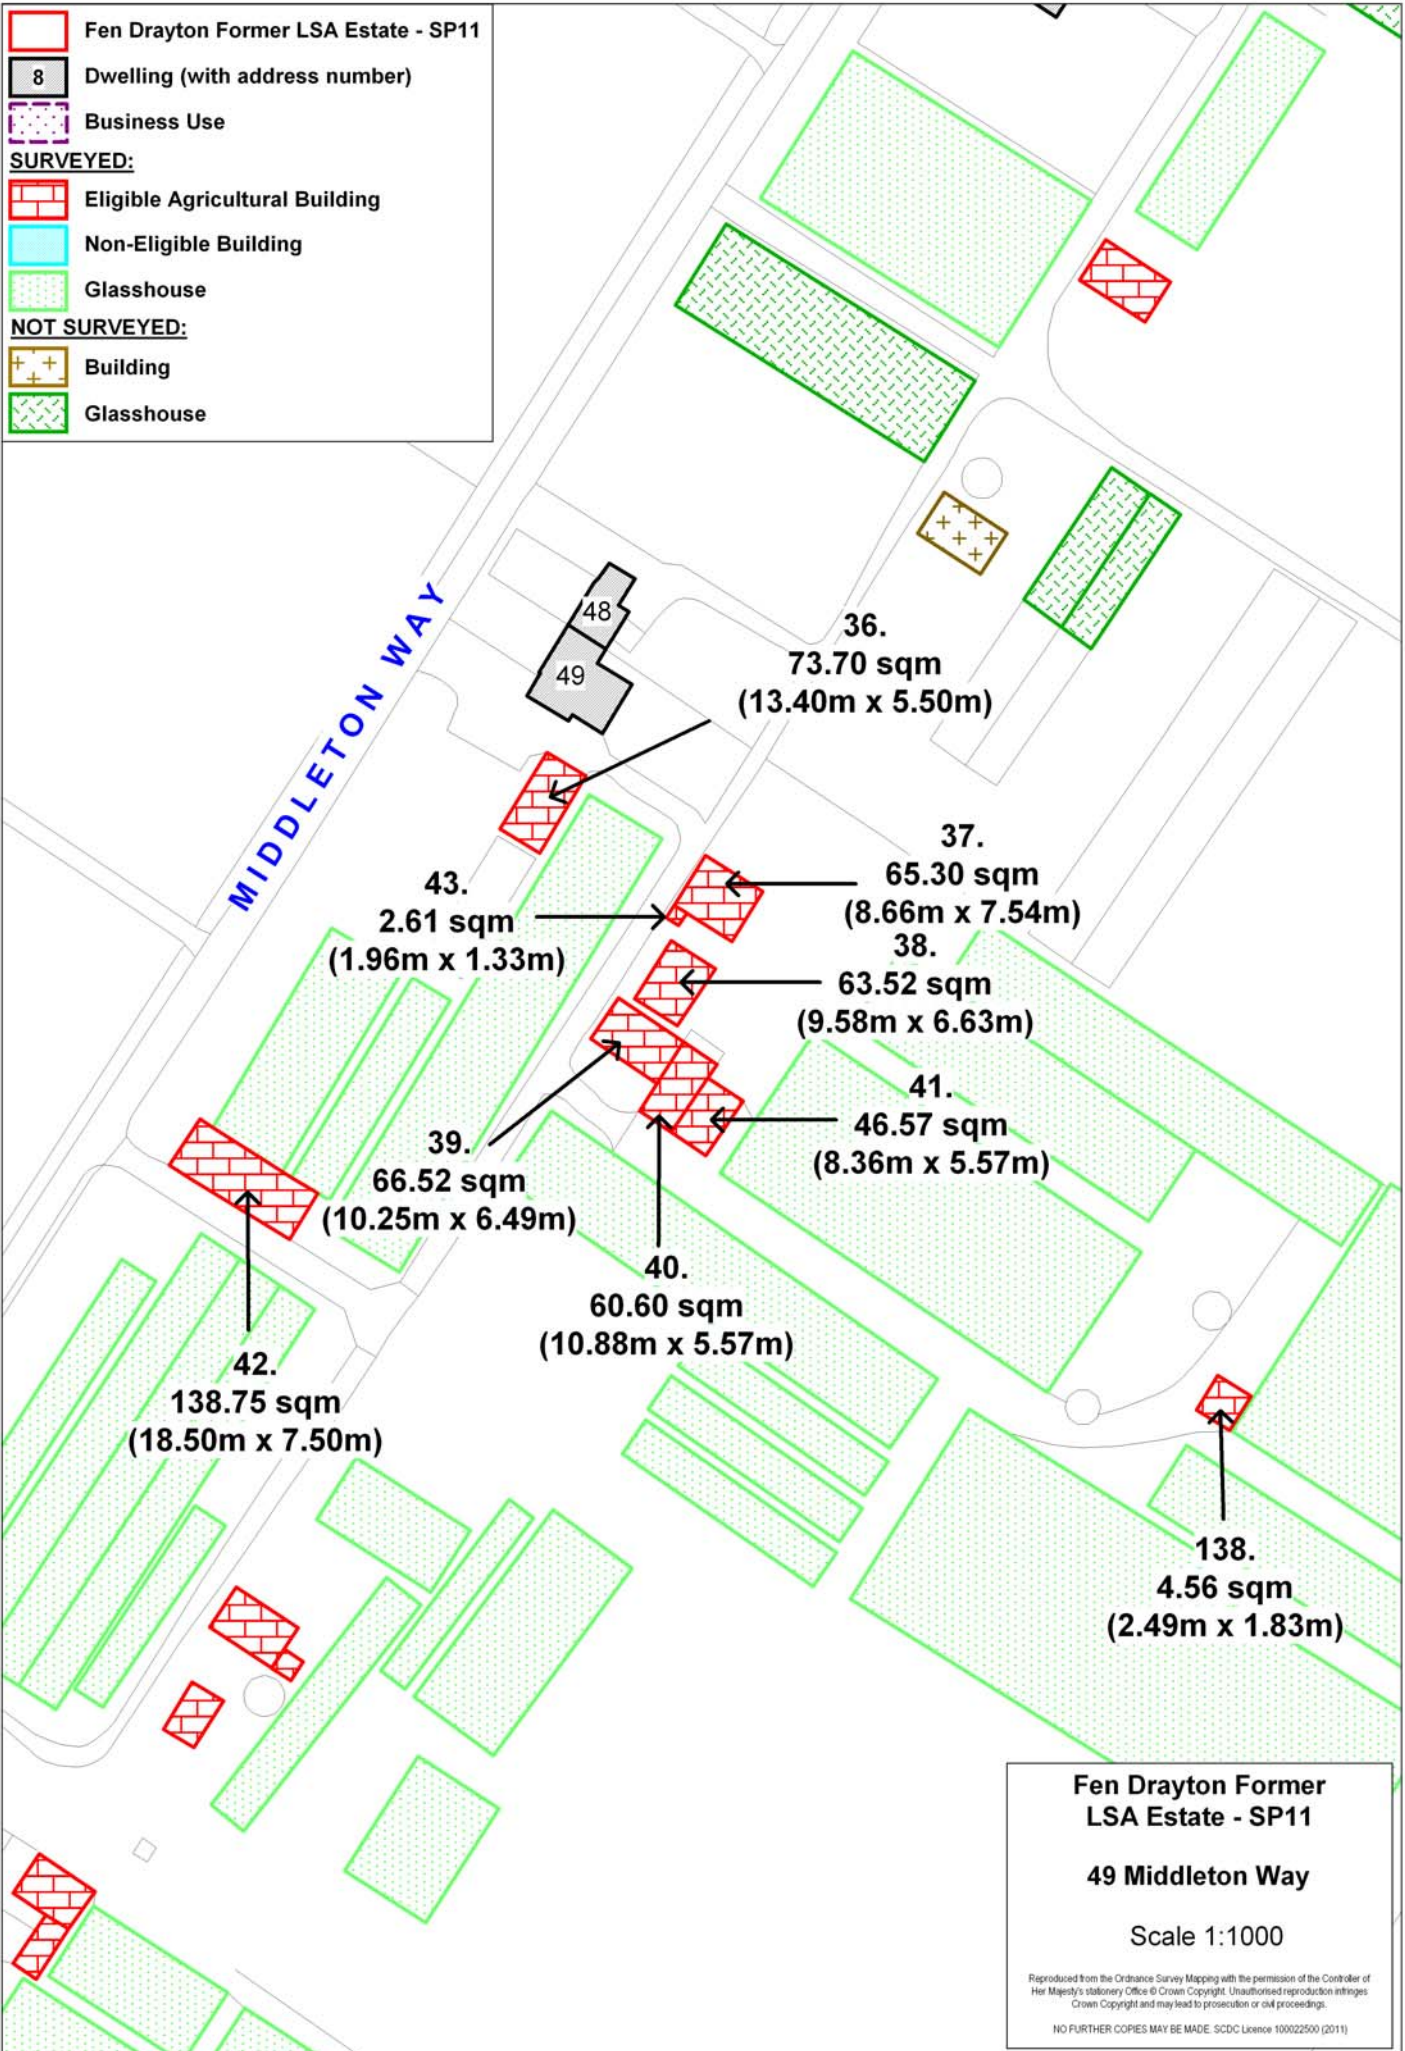 Fen Drayton Former LSA Estate - SP11
8 Dwelling (with address number)
Business Use
SURVEYED:
Eligible Agricultural Building
Non-Eligible Building
Glasshouse
NOT SURVEYED:
Building
Glasshouse
MIDDLETON WAY
48
49
36.
73.70 sqm
(13.40m x 5.50m)
37.
65.30 sqm
(8.66m x 7.54m)
43.
2.61 sqm
(1.96m x 1.33m)
38.
63.52 sqm
(9.58m x 6.63m)
41.
46.57 sqm
(8.36m x 5.57m)
39.
66.52 sqm
(10.25m x 6.49m)
40.
60.60 sqm
(10.88m x 5.57m)
42.
138.75 sqm
(18.50m x 7.50m)
138.
4.56 sqm
(2.49m x 1.83m)
Fen Drayton Former
LSA Estate - SP11
49 Middleton Way
Scale 1:1000
Reproduced from the Ordnance Survey Mapping with the permission of the Controller of
Her Majesty's stationery Office © Crown Copyright. Unauthorised reproduction infringes
Crown Copyright and may lead to prosecution or civil proceedings.
NO FURTHER COPIES MAY BE MADE. SCDC Licence 100022500 (2011)